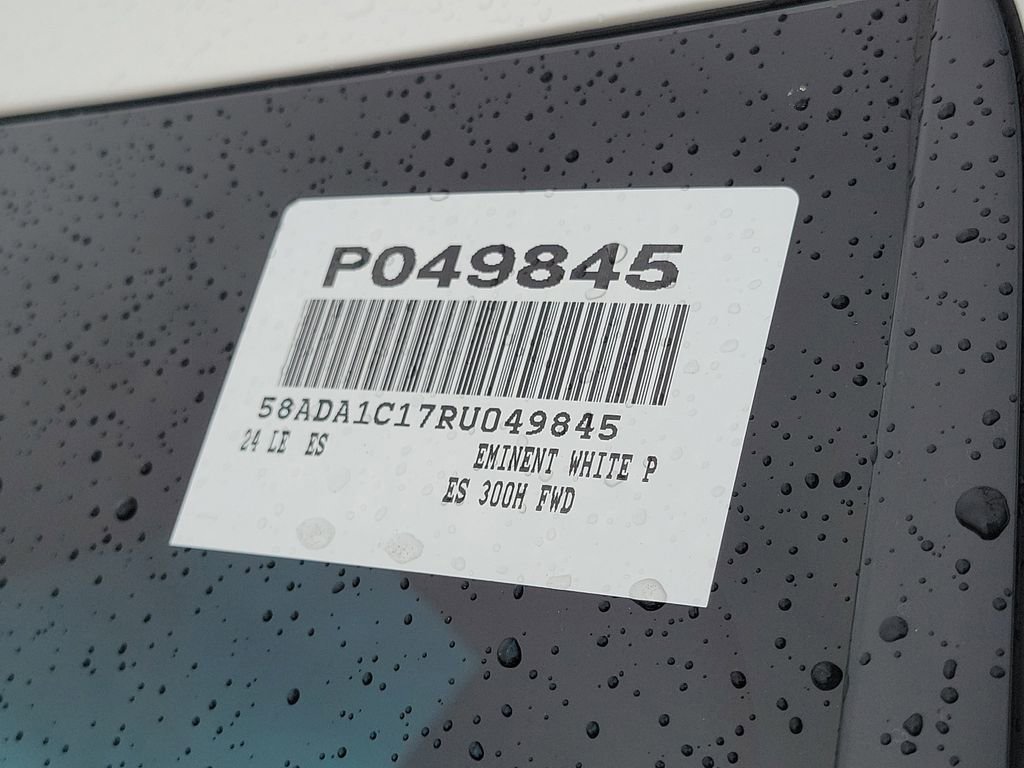 P049845
58ADA1C17RU049845
24 LE ES EMINENT WHITE P
ES 300H FWD